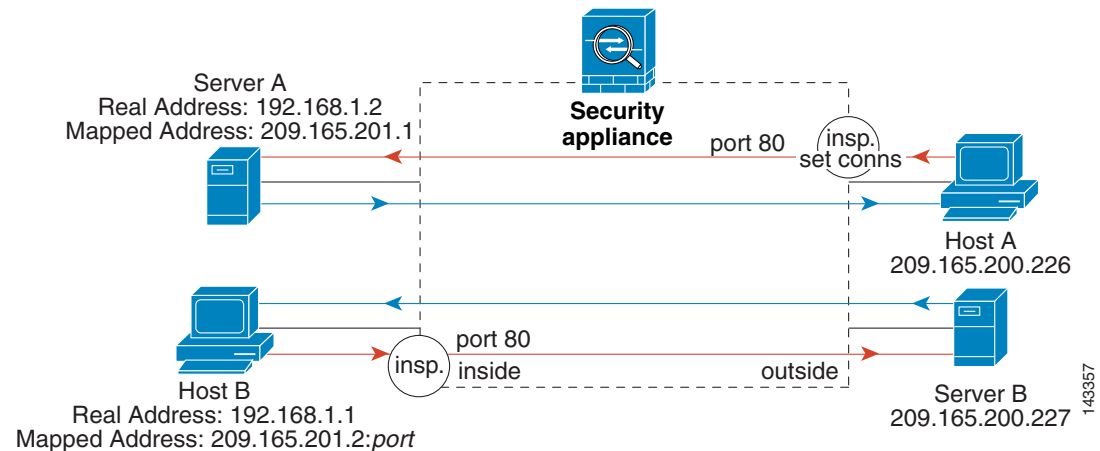 Server A
Real Address: 192.168.1.2
Mapped Address: 209.165.201.1
Security
appliance
port 80
insp.
set conns
Host A
209.165.200.226
port 80
insp.
inside
outside
Host B
Real Address: 192.168.1.1
Mapped Address: 209.165.201.2:port
Server B
209.165.200.227
143357